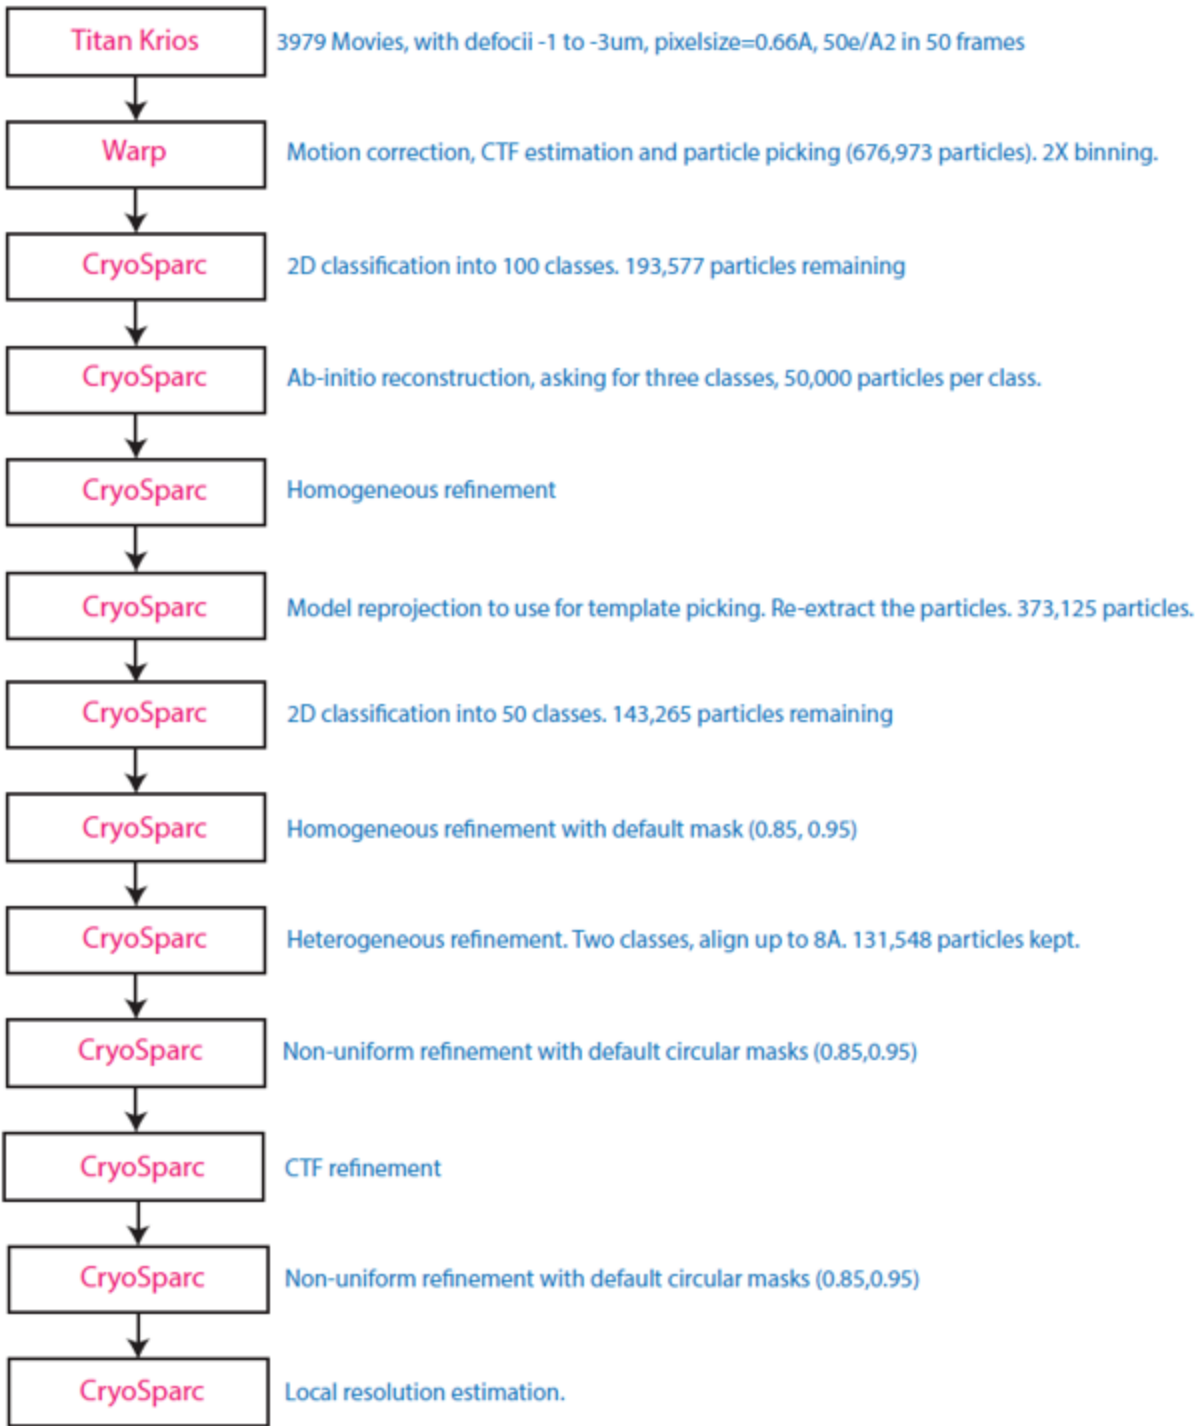 Titan Krios 3979 Movies, with defocii -1 to -3um, pixelsize=0.66A, 50e/A2 in 50 frames
Warp Motion correction, CTF estimation and particle picking (676,973 particles). 2X binning.
CryoSparc 2D classification into 100 classes. 193,577 particles remaining
CryoSparc Ab-initio reconstruction, asking for three classes, 50,000 particles per class.
CryoSparc Homogeneous refinement
CryoSparc Model reprojection to use for template picking. Re-extract the particles. 373,125 particles.
CryoSparc 2D classification into 50 classes. 143,265 particles remaining
CryoSparc Homogeneous refinement with default mask (0.85, 0.95)
CryoSparc Heterogeneous refinement. Two classes, align up to 8A. 131,548 particles kept.
CryoSparc Non-uniform refinement with default circular masks (0.85,0.95)
CryoSparc CTF refinement
CryoSparc Non-uniform refinement with default circular masks (0.85,0.95)
CryoSparc Local resolution estimation.